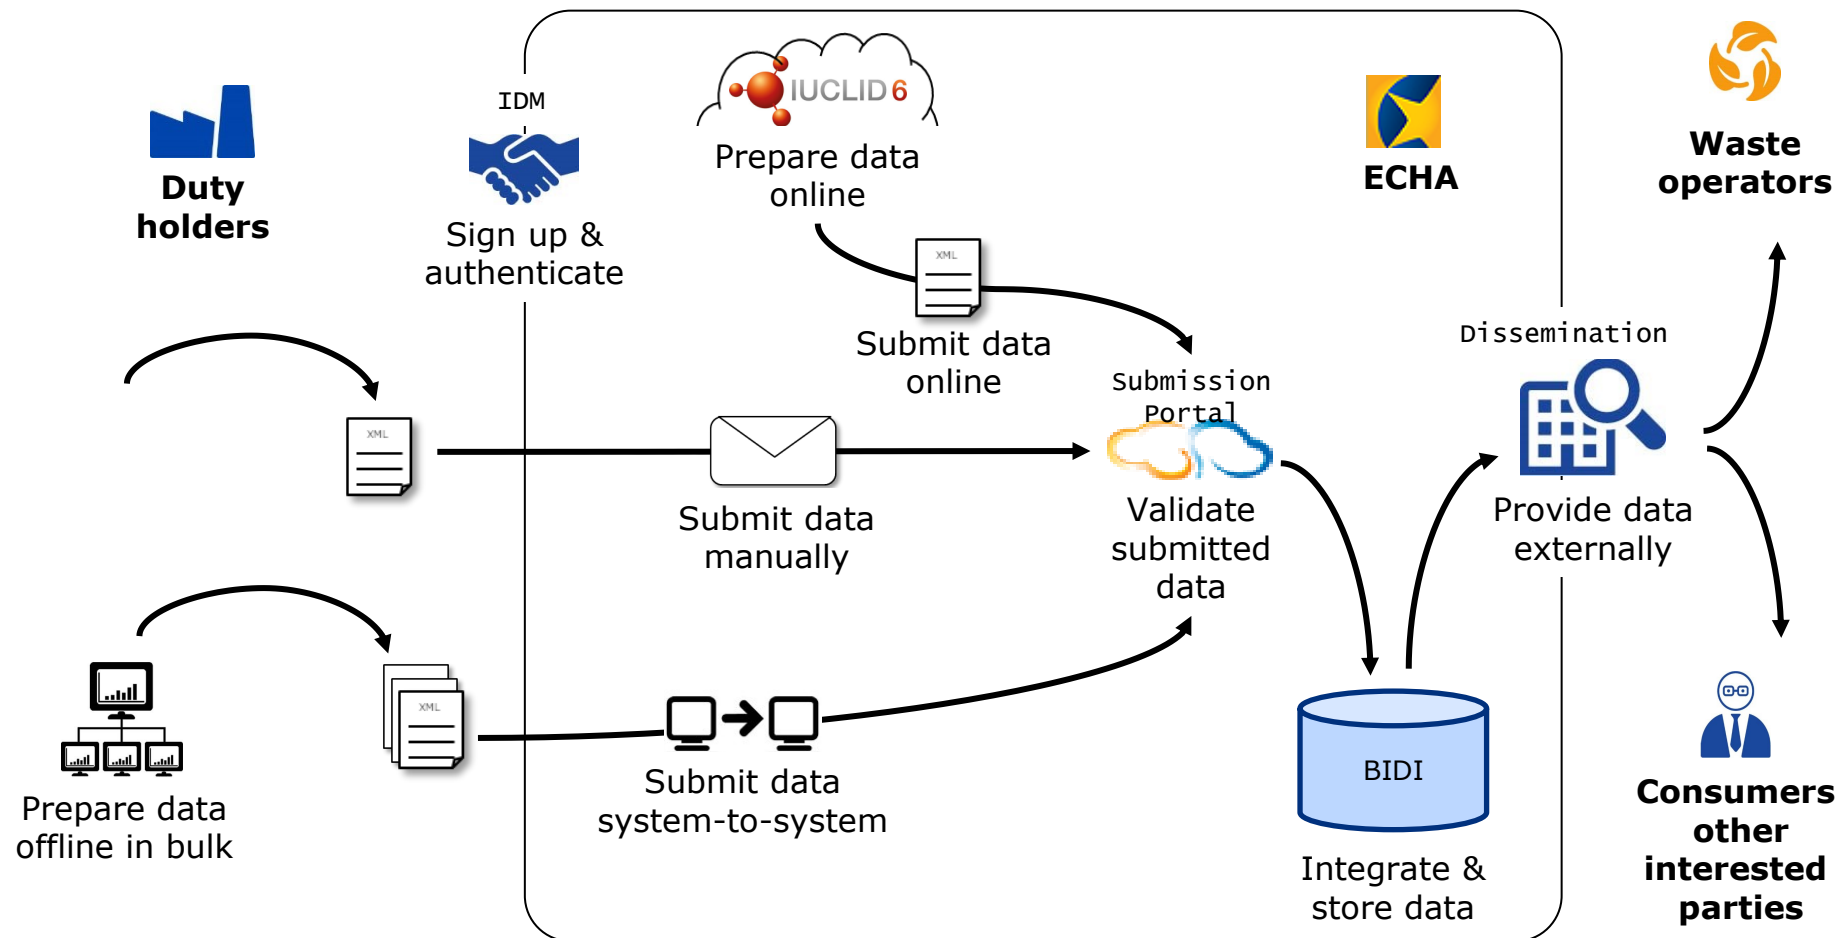 Duty
holders
IDM
Sign up &
authenticate
IUCLID 6
Prepare data
online
XML
Submit data
online
ECHA
Waste
operators
XML
Submit data
manually
Submission
Portal
Validate
submitted
data
Dissemination
Provide data
externally
Prepare data
offline in bulk
XML
Submit data
system-to-system
BIDI
Integrate &
store data
Consumers
other
interested
parties